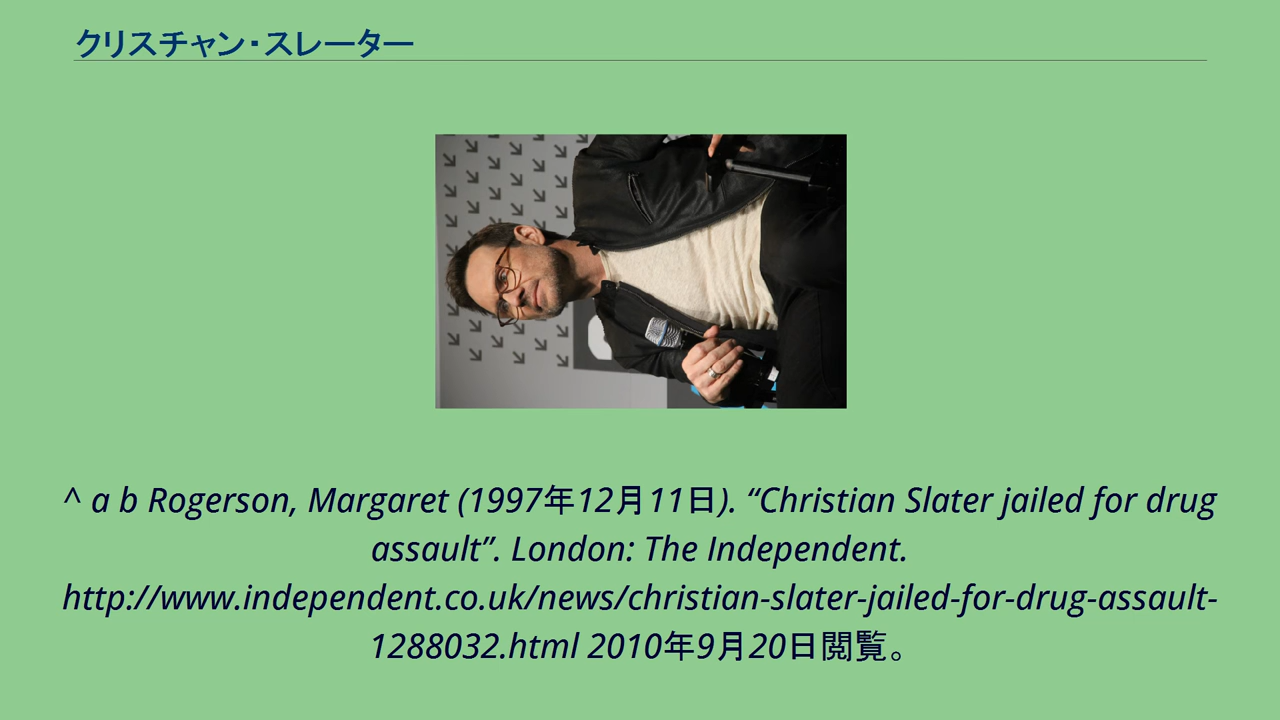 クリスチャン・スレーター
^ a b Rogerson, Margaret (1997年12月11日). “Christian Slater jailed for drug
assault”. London: The Independent.
http://www.independent.co.uk/news/christian-slater-jailed-for-drug-assault-
1288032.html 2010年9月20日閲覧。